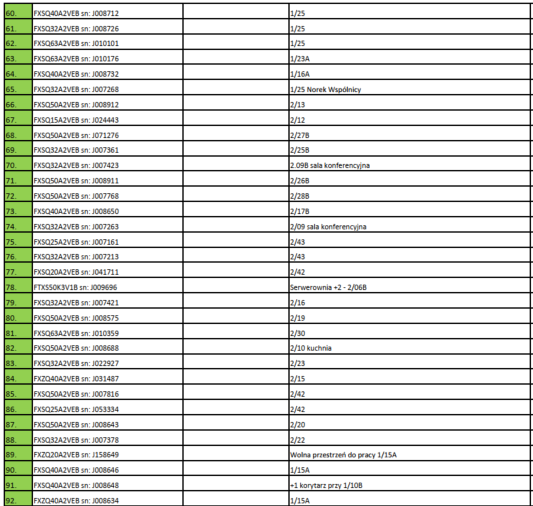 60. FXSQ40A2VEB sn: J008712 1/25
61. FXSQ32A2VEB sn: J008726 1/25
62. FXSQ63A2VEB sn: J010101 1/25
63. FXSQ63A2VEB sn: J010176 1/23A
64. FXSQ40A2VEB sn: J008732 1/16A
65. FXSQ32A2VEB sn: J007268 1/25 Norek Wspólnicy
66. FXSQ50A2VEB sn: J008912 2/13
67. FXSQ15A2VEB sn: J024443 2/12
68. FXSQ50A2VEB sn: J071276 2/27B
69. FXSQ32A2VEB sn: J007361 2/25B
70. FXSQ32A2VEB sn: J007423 2.09B sala konferencyjna
71. FXSQ50A2VEB sn: J008911 2/26B
72. FXSQ50A2VEB sn: J007768 2/28B
73. FXSQ40A2VEB sn: J008650 2/17B
74. FXSQ32A2VEB sn: J007263 2/09 sala konferencyjna
75. FXSQ25A2VEB sn: J007161 2/43
76. FXSQ32A2VEB sn: J007213 2/43
77. FXSQ20A2VEB sn: J041711 2/42
78. FTXS50K3V1B sn: J009696 Serwerownia +2 - 2/06B
79. FXSQ32A2VEB sn: J007421 2/16
80. FXSQ50A2VEB sn: J008575 2/19
81. FXSQ63A2VEB sn: J010359 2/30
82. FXSQ50A2VEB sn: J008688 2/10 kuchnia
83. FXSQ32A2VEB sn: J022927 2/23
84. FXZQ40A2VEB sn: J031487 2/15
85. FXSQ50A2VEB sn: J007816 2/42
86. FXSQ25A2VEB sn: J053334 2/42
87. FXSQ50A2VEB sn: J008643 2/20
88. FXSQ32A2VEB sn: J007378 2/22
89. FXZQ20A2VEB sn: J158649 Wolna przestrzeń do pracy 1/15A
90. FXSQ40A2VEB sn: J008646 1/15A
91. FXSQ40A2VEB sn: J008648 +1 korytarz przy 1/10B
92. FXZQ40A2VEB sn: J008634 1/15A